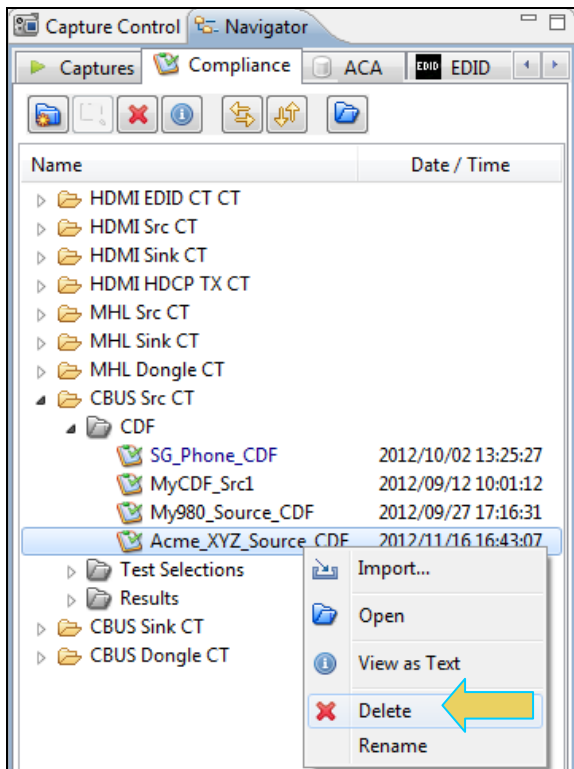 Capture Control Navigator
Captures Compliance ACA EDID EDID
Name Date / Time
HDMI EDID CT CT
HDMI Src CT
HDMI Sink CT
HDMI HDCP TX CT
MHL Src CT
MHL Sink CT
MHL Dongle CT
CBUS Src CT
CDF
SG_Phone_CDF 2012/10/02 13:25:27
MyCDF_Src1 2012/09/12 10:01:12
My980_Source_CDF 2012/09/27 17:16:31
Acme_XYZ_Source_CDF 2012/11/16 16:43:07
Test Selections
Import...
Results
Open
CBUS Sink CT
CBUS Dongle CT
View as Text
Delete
Rename